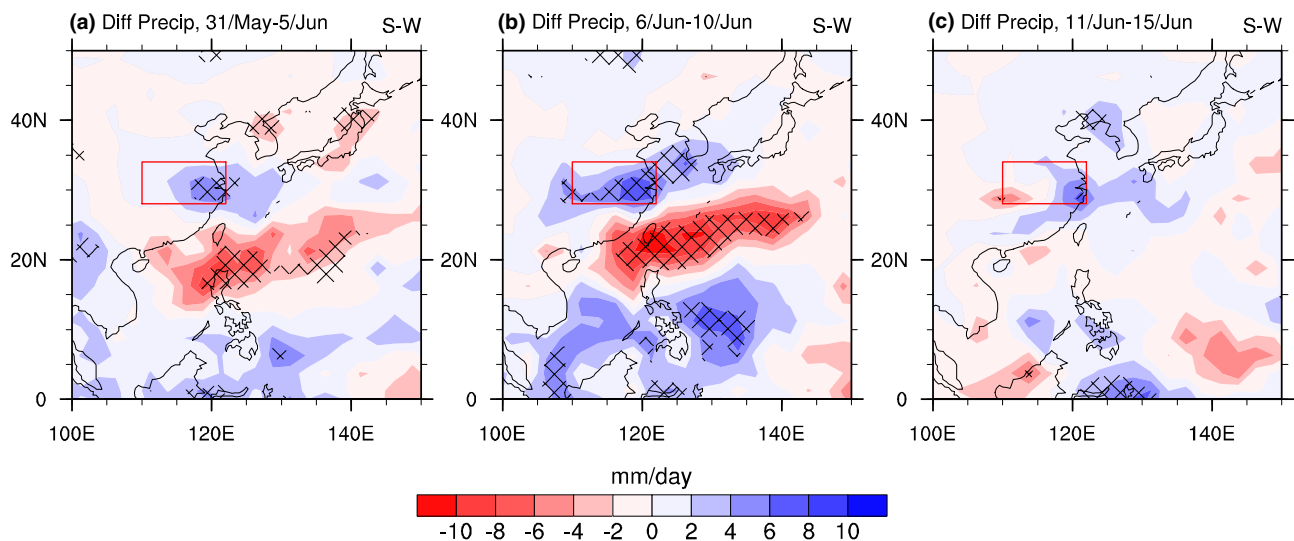 (a) Diff Precip, 31/May-5/Jun S-W
(b) Diff Precip, 6/Jun-10/Jun S-W
(c) Diff Precip, 11/Jun-15/Jun S-W
40N 40N 40N
20N 20N 20N
0 0 0
100E 120E 140E 100E 120E 140E 100E 120E 140E
mm/day
-10 -8 -6 -4 -2 0 2 4 6 8 10